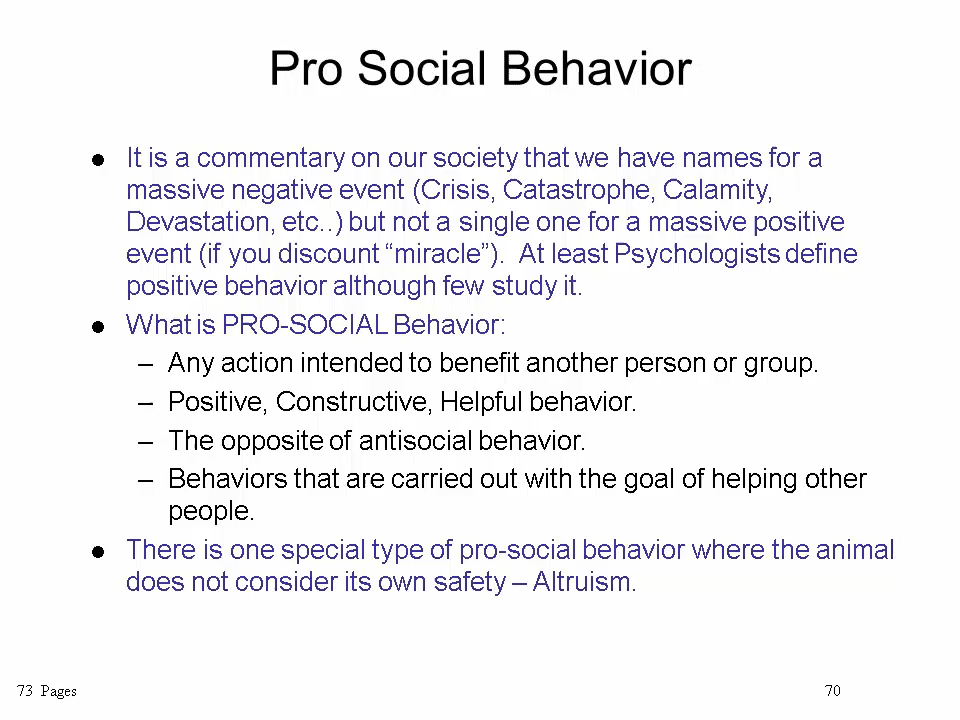 Pro Social Behavior
● It is a commentary on our society that we have names for a
massive negative event (Crisis, Catastrophe, Calamity,
Devastation, etc..) but not a single one for a massive positive
event (if you discount “miracle”).  At least Psychologists define
positive behavior although few study it.
● What is PRO-SOCIAL Behavior:
– Any action intended to benefit another person or group.
– Positive, Constructive, Helpful behavior.
– The opposite of antisocial behavior.
– Behaviors that are carried out with the goal of helping other
people.
● There is one special type of pro-social behavior where the animal
does not consider its own safety – Altruism.
73 Pages
70